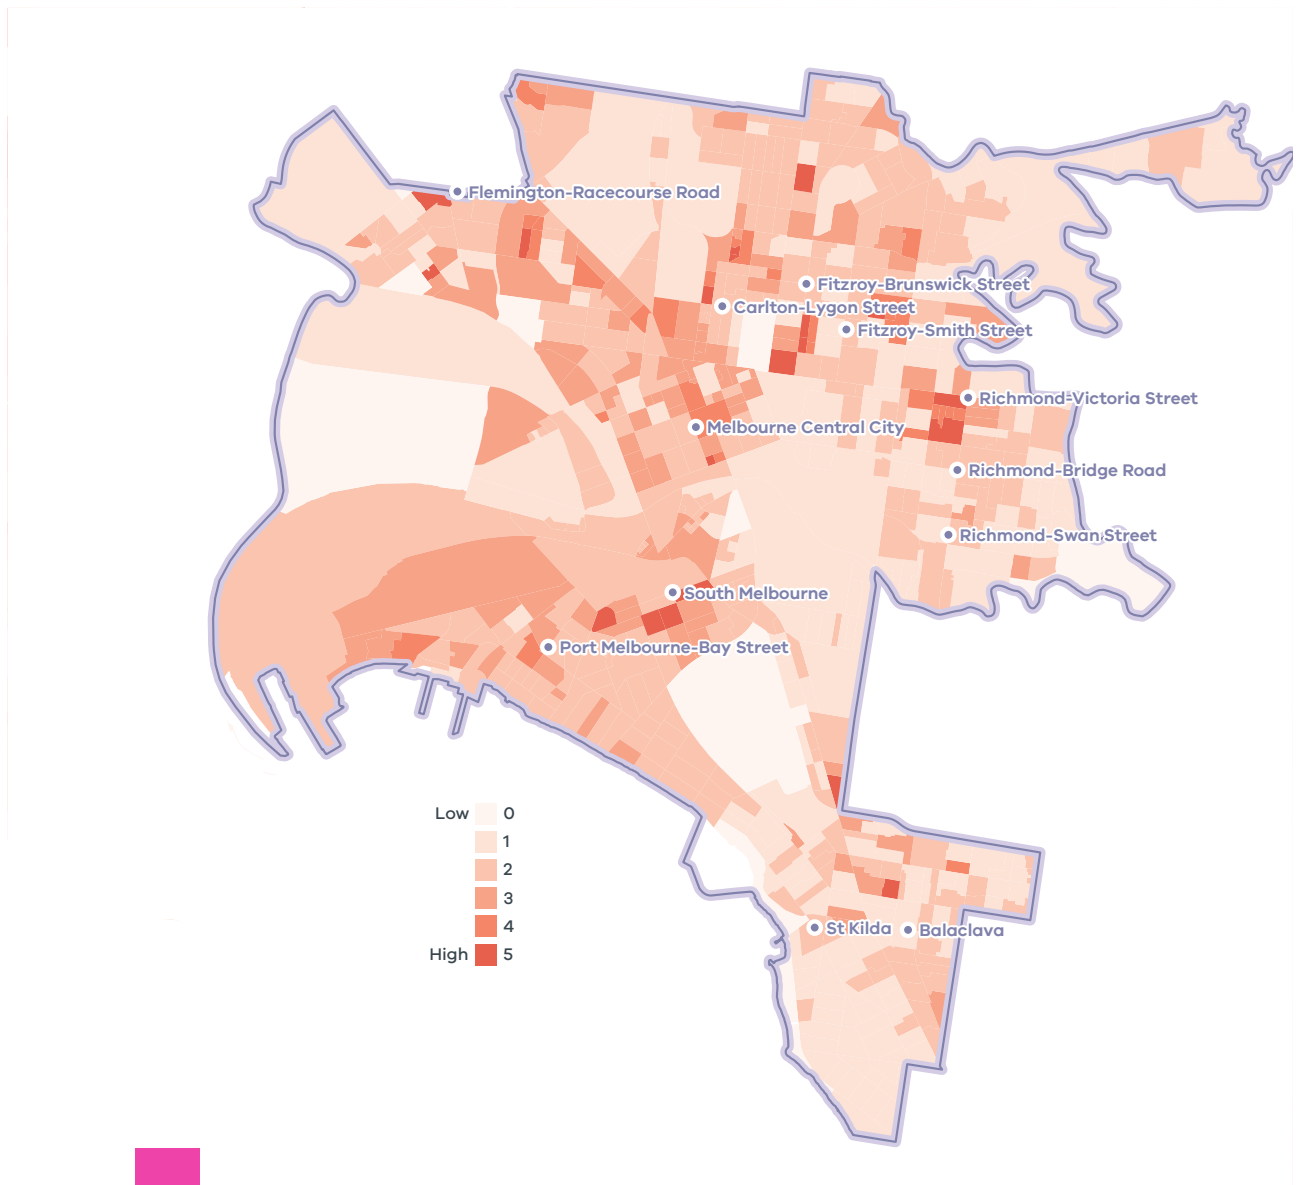 Flemington-Racecourse Road
Fitzroy-Brunswick Street
Carlton-Lygon Street
Fitzroy-Smith Street
Richmond-Victoria Street
Melbourne Central City
Richmond-Bridge Road
Richmond-Swan Street
South Melbourne
Port Melbourne-Bay Street
Low 0
1
2
3
4
High 5
St Kilda
Balaclava